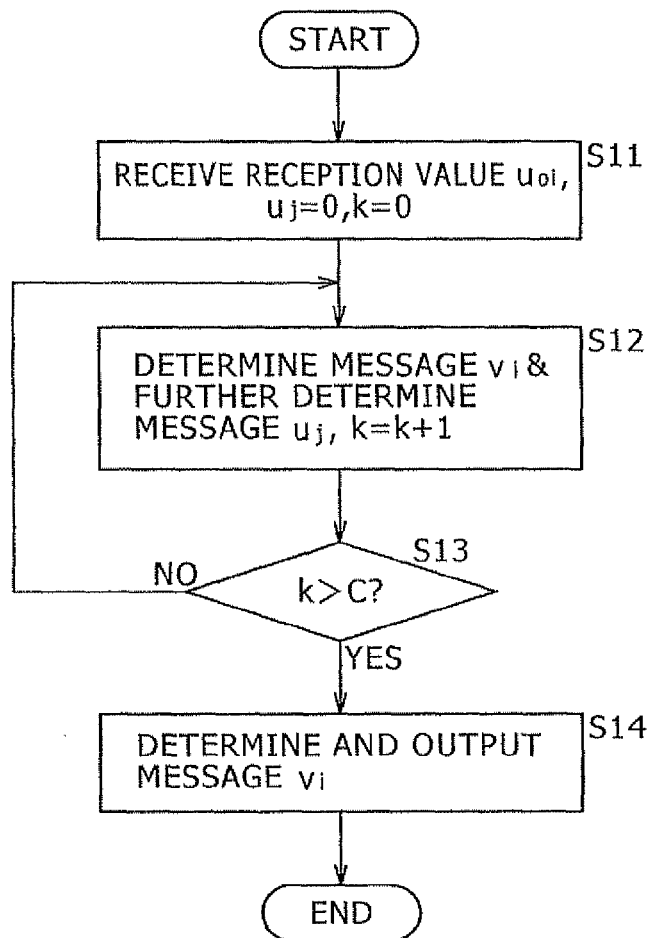 START
S11
RECEIVE RECEPTION VALUE u0i,
uj=0,k=0
S12
DETERMINE MESSAGE vi &
FURTHER DETERMINE
MESSAGE uj, k=k+1
S13
NO
k>C?
YES
S14
DETERMINE AND OUTPUT
MESSAGE vi
END